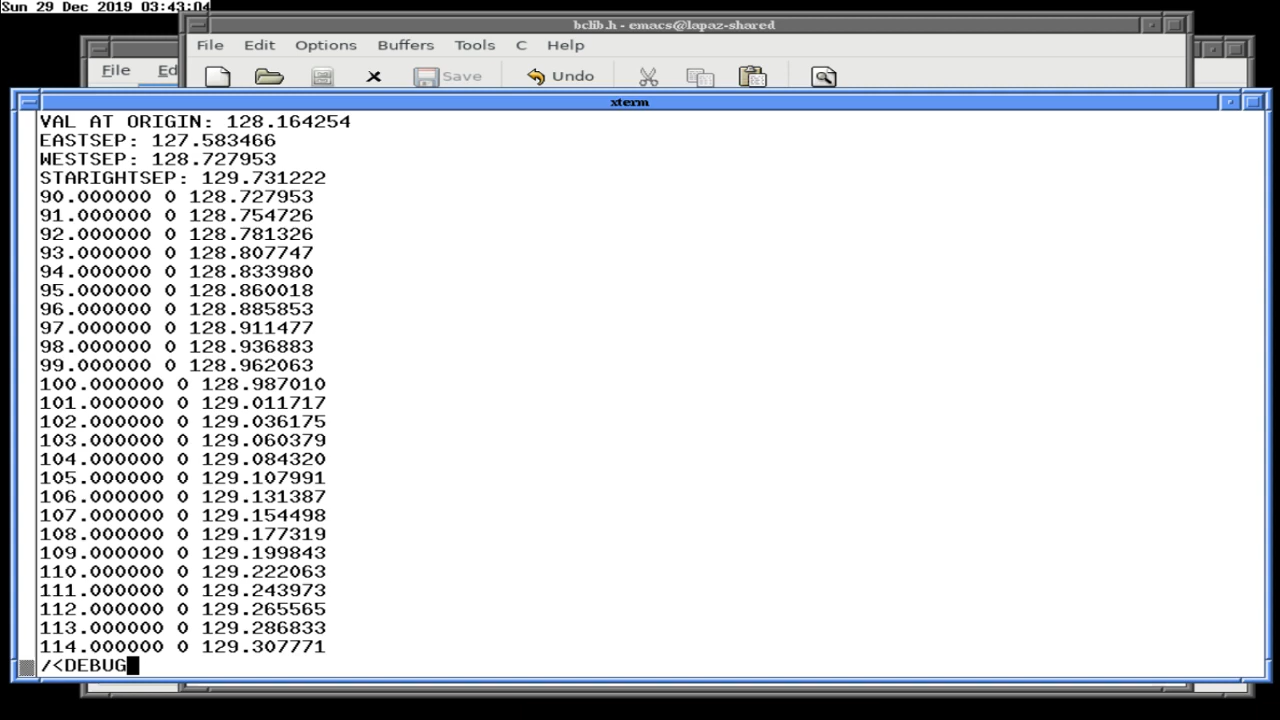 Sun 29 Dec 2019 03:43:04
bclib.h - emacs@lapaz-shared
File Edit Options Buffers Tools C Help
File Ed
Save Undo
xterm
VAL AT ORIGIN: 128.164254
EASTSEP: 127.583466
WESTSEP: 128.727953
STARIGHTSEP: 129.731222
90.000000 0 128.727953
91.000000 0 128.754726
92.000000 0 128.781326
93.000000 0 128.807747
94.000000 0 128.833980
95.000000 0 128.860018
96.000000 0 128.885853
97.000000 0 128.911477
98.000000 0 128.936883
99.000000 0 128.962063
100.000000 0 128.987010
101.000000 0 129.011717
102.000000 0 129.036175
103.000000 0 129.060379
104.000000 0 129.084320
105.000000 0 129.107991
106.000000 0 129.131387
107.000000 0 129.154498
108.000000 0 129.177319
109.000000 0 129.199843
110.000000 0 129.222063
111.000000 0 129.243973
112.000000 0 129.265565
113.000000 0 129.286833
114.000000 0 129.307771
/<DEBUG